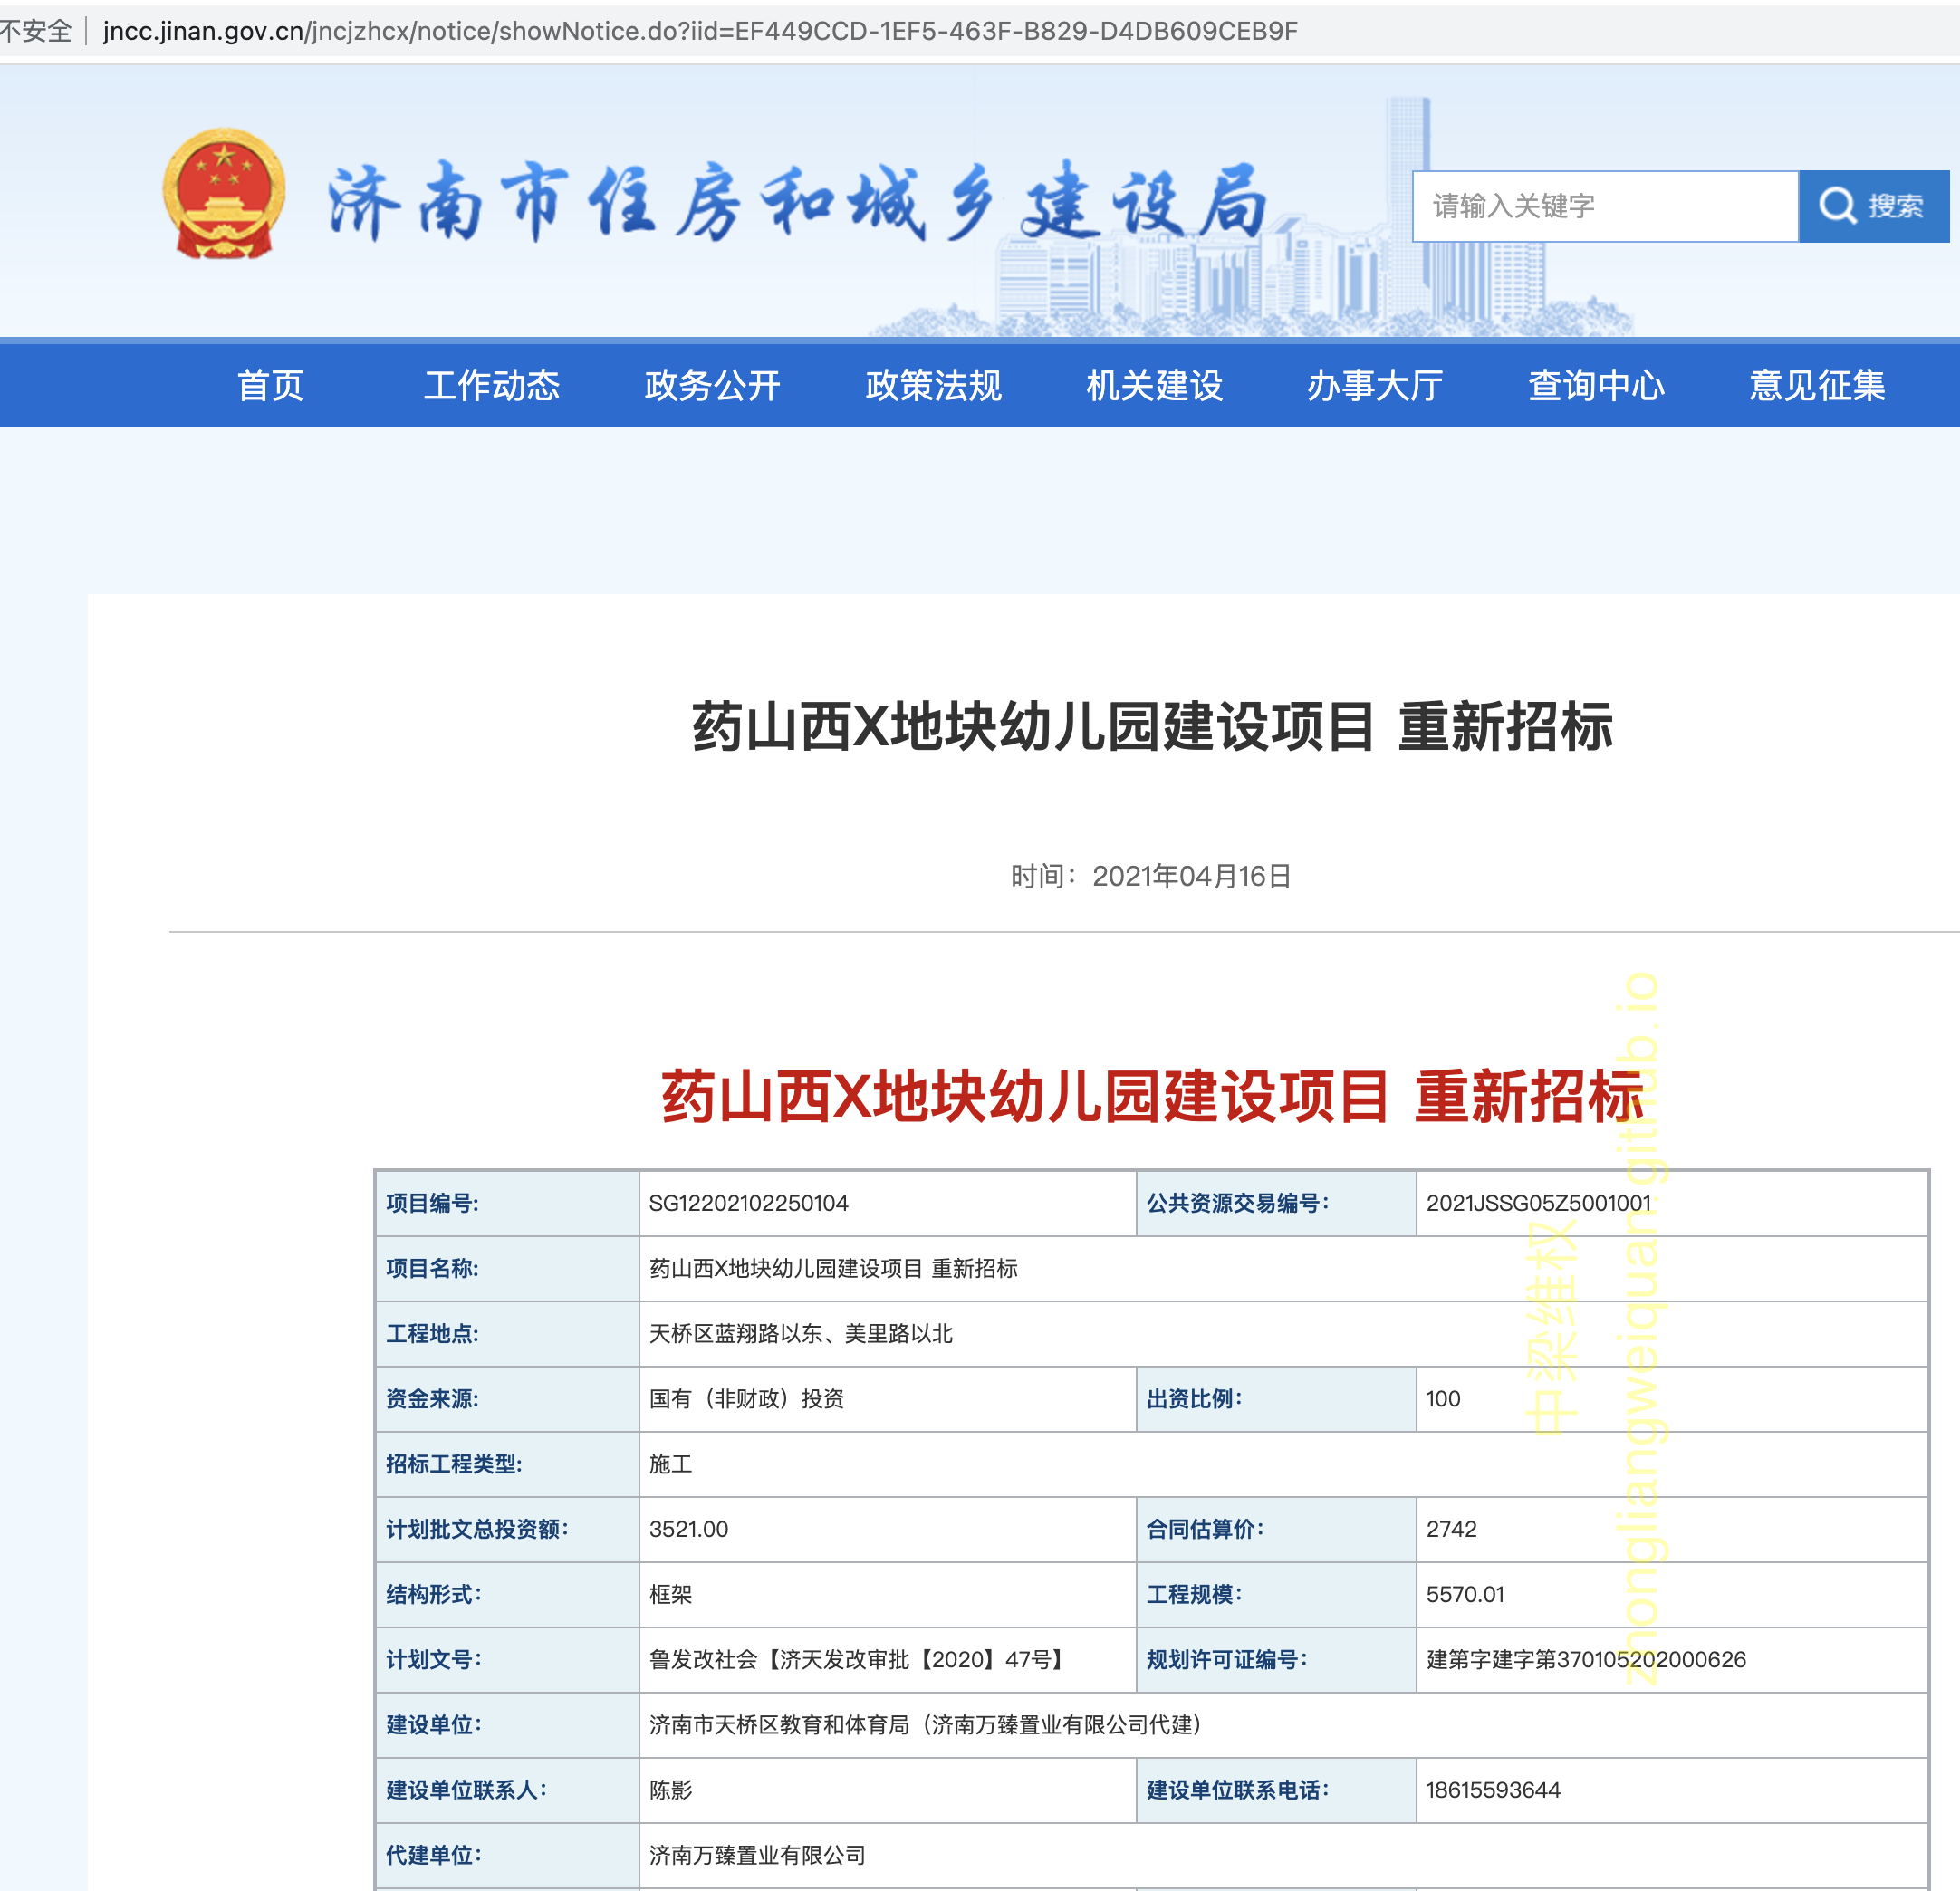 不安全 jncc.jinan.gov.cn/jncjzhcx/notice/showNotice.do?iid=EF449CCD-1EF5-463F-B829-D4DB609CEB9F
济南市住房和城乡建设局
请输入关键字 搜索
首页 工作动态 政务公开 政策法规 机关建设 办事大厅 查询中心 意见征集
药山西X地块幼儿园建设项目 重新招标
时间：2021年04月16日
药山西X地块幼儿园建设项目 重新招标
项目编号: SG12202102250104 公共资源交易编号： 2021JSSG05Z5001001
项目名称: 药山西X地块幼儿园建设项目 重新招标
工程地点: 天桥区蓝翔路以东、美里路以北
资金来源: 国有（非财政）投资 出资比例： 100
招标工程类型: 施工
计划批文总投资额： 3521.00 合同估算价： 2742
结构形式： 框架 工程规模： 5570.01
计划文号： 鲁发改社会【济天发改审批【2020】47号】 规划许可证编号： 建第字建字第370105202000626
建设单位： 济南市天桥区教育和体育局（济南万臻置业有限公司代建）
建设单位联系人： 陈影 建设单位联系电话： 18615593644
代建单位： 济南万臻置业有限公司
中梁维权
zhongliangweiquan.github.io